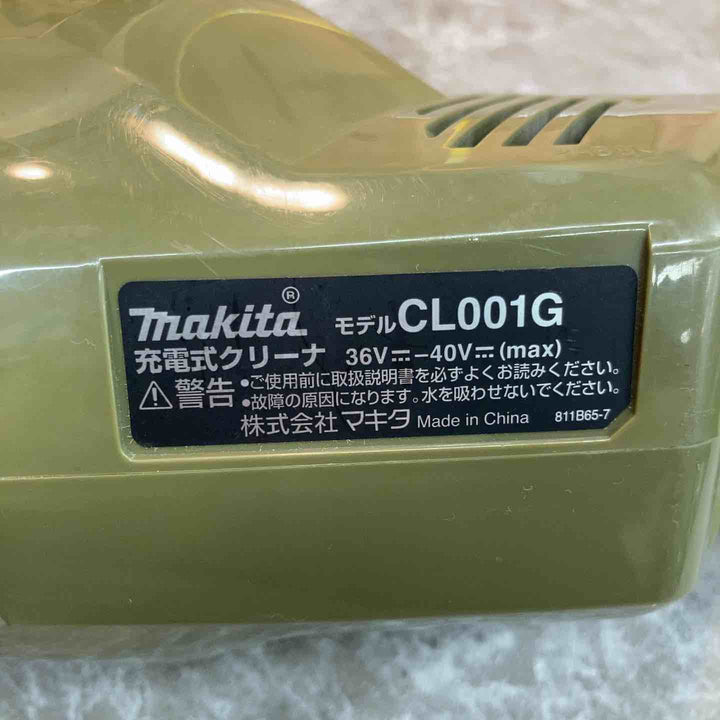 makita® モデルCL001G
充電式クリーナ 36V⎓-40V⎓(max)
⚠警告 •ご使用前に取扱説明書を必ずよくお読みください。
•故障の原因になります。水を吸わせないでください。
株式会社マキタ Made in China 811B65-7